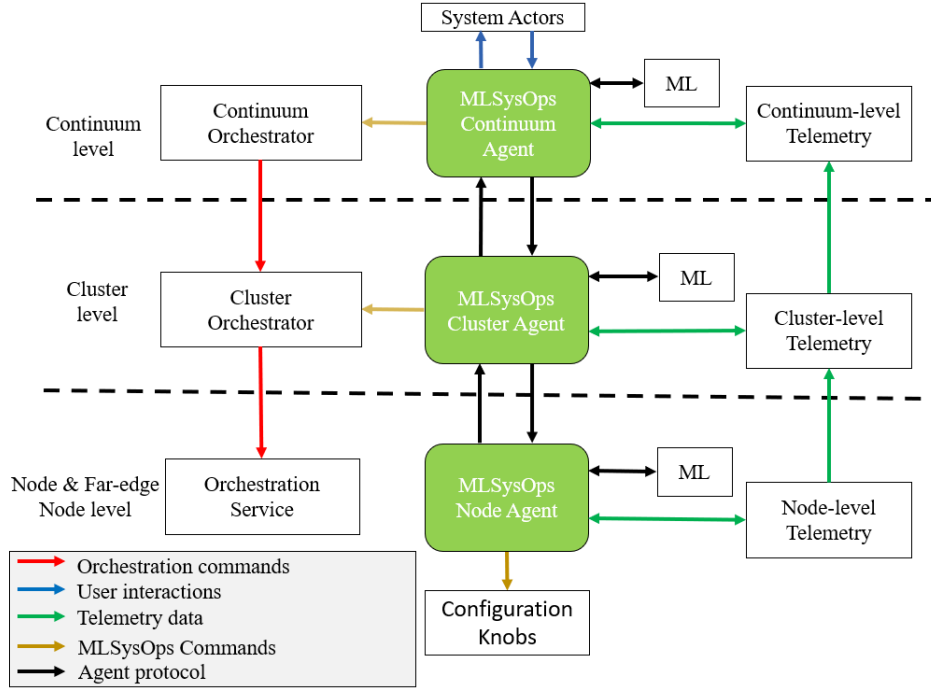 System Actors
Continuum
level
Continuum
Orchestrator
MLSysOps
Continuum
Agent
ML
Continuum-level
Telemetry
Cluster
level
Cluster
Orchestrator
MLSysOps
Cluster Agent
ML
Cluster-level
Telemetry
Node & Far-edge
Node level
Orchestration
Service
MLSysOps
Node Agent
ML
Node-level
Telemetry
Configuration
Knobs
Orchestration commands
User interactions
Telemetry data
MLSysOps Commands
Agent protocol